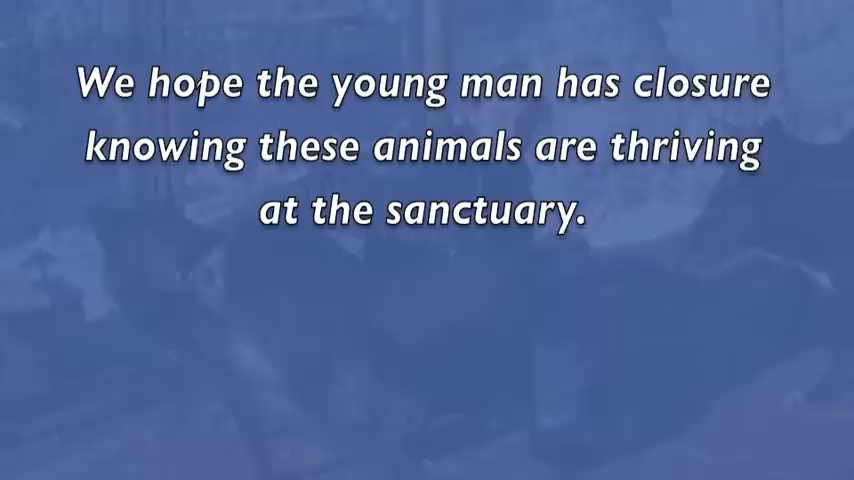 We hope the young man has closure
knowing these animals are thriving
at the sanctuary.